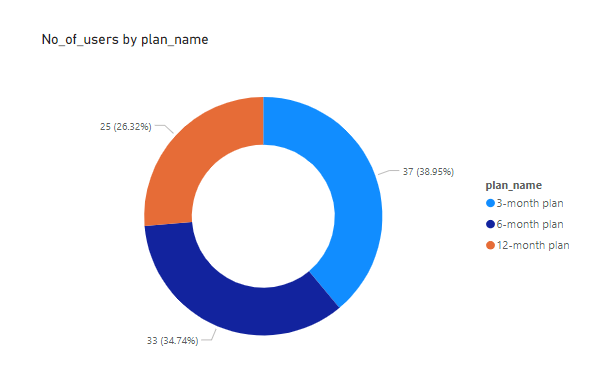 No_of_users by plan_name
25 (26.32%)
37 (38.95%)
33 (34.74%)
plan_name
3-month plan
6-month plan
12-month plan